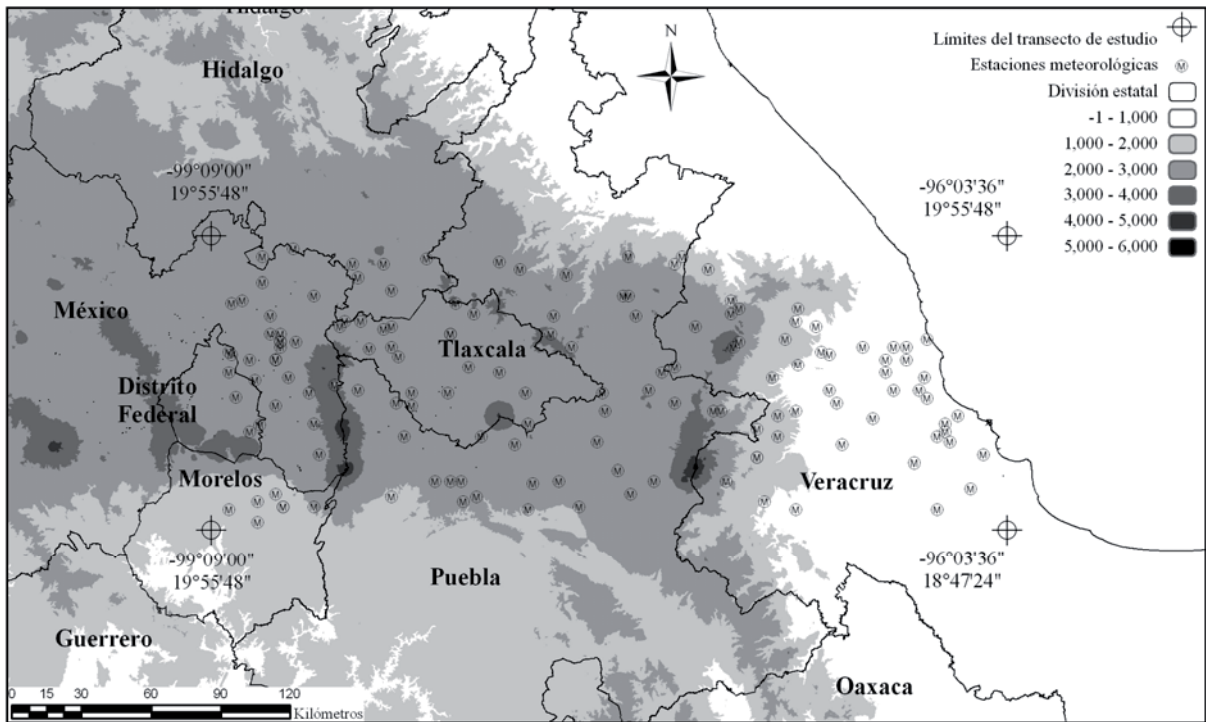 Hidalgo
Hidalgo
N
Límites del transecto de estudio
Estaciones meteorológicas
División estatal
-1 - 1,000
1,000 - 2,000
2,000 - 3,000
3,000 - 4,000
4,000 - 5,000
5,000 - 6,000
-99°09'00"
19°55'48"
-96°03'36"
19°55'48"
México
Tlaxcala
Distrito
Federal
Morelos
Veracruz
-99°09'00"
19°55'48"
-96°03'36"
18°47'24"
Puebla
Guerrero
Oaxaca
0 15 30 60 90 120
Kilómetros